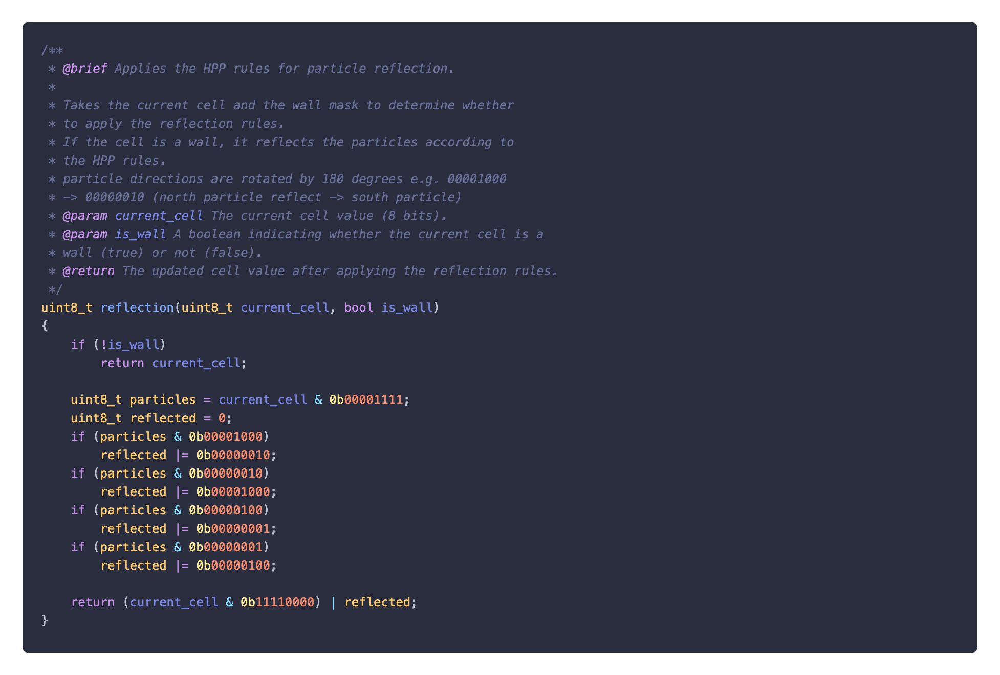 /**
 * @brief Applies the HPP rules for particle reflection.
 *
 * Takes the current cell and the wall mask to determine whether
 * to apply the reflection rules.
 * If the cell is a wall, it reflects the particles according to
 * the HPP rules.
 * particle directions are rotated by 180 degrees e.g. 00001000
 * -> 00000010 (north particle reflect -> south particle)
 * @param current_cell The current cell value (8 bits).
 * @param is_wall A boolean indicating whether the current cell is a
 * wall (true) or not (false).
 * @return The updated cell value after applying the reflection rules.
 */
uint8_t reflection(uint8_t current_cell, bool is_wall)
{
    if (!is_wall)
        return current_cell;

    uint8_t particles = current_cell & 0b00001111;
    uint8_t reflected = 0;
    if (particles & 0b00001000)
        reflected |= 0b00000010;
    if (particles & 0b00000010)
        reflected |= 0b00001000;
    if (particles & 0b00000100)
        reflected |= 0b00000001;
    if (particles & 0b00000001)
        reflected |= 0b00000100;

    return (current_cell & 0b11110000) | reflected;
}